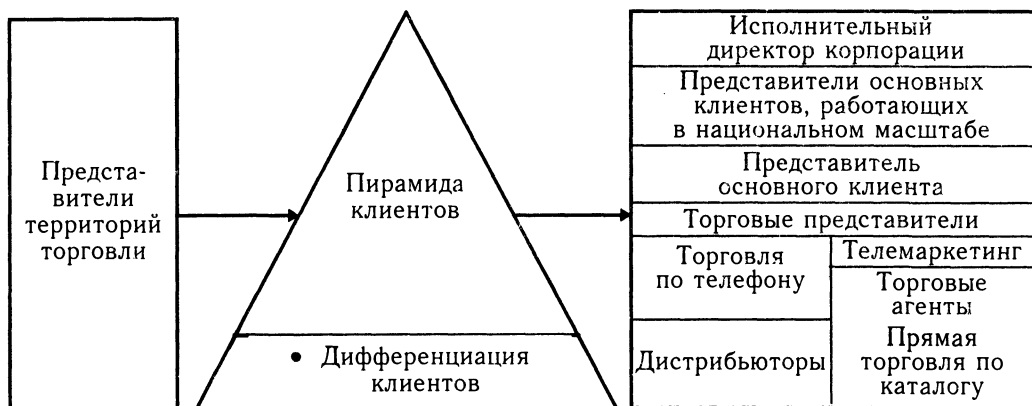 Предста-
вители
территорий
торговли
Пирамида
клиентов
• Дифференциация
клиентов
Исполнительный
директор корпорации
Представители основных
клиентов, работающих
в национальном масштабе
Представитель
основного клиента
Торговые представители
Торговля
по телефону
Дистрибьюторы
Телемаркетинг
Торговые
агенты
Прямая
торговля по
каталогу